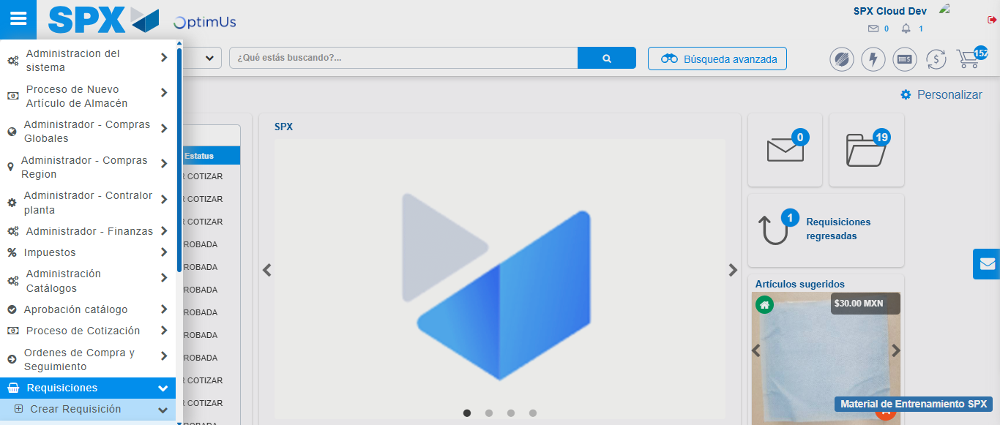 SPX
OptimUs
SPX Cloud Dev
0
1
Administracion del
sistema
Proceso de Nuevo
Artículo de Almacén
Administrador - Compras
Globales
Administrador - Compras
Region
Administrador - Contralor
planta
Administrador - Finanzas
Impuestos
Administración
Catálogos
Aprobación catálogo
Proceso de Cotización
Ordenes de Compra y
Seguimiento
Requisiciones
Crear Requisición
¿Qué estás buscando?...
Búsqueda avanzada
152
Personalizar
Estatus
COTIZAR
COTIZAR
COTIZAR
ROBADA
ROBADA
ROBADA
ROBADA
ROBADA
ROBADA
COTIZAR
COTIZAR
ROBADA
SPX
0
19
1
Requisiciones
regresadas
Artículos sugeridos
$30.00 MXN
Material de Entrenamiento SPX